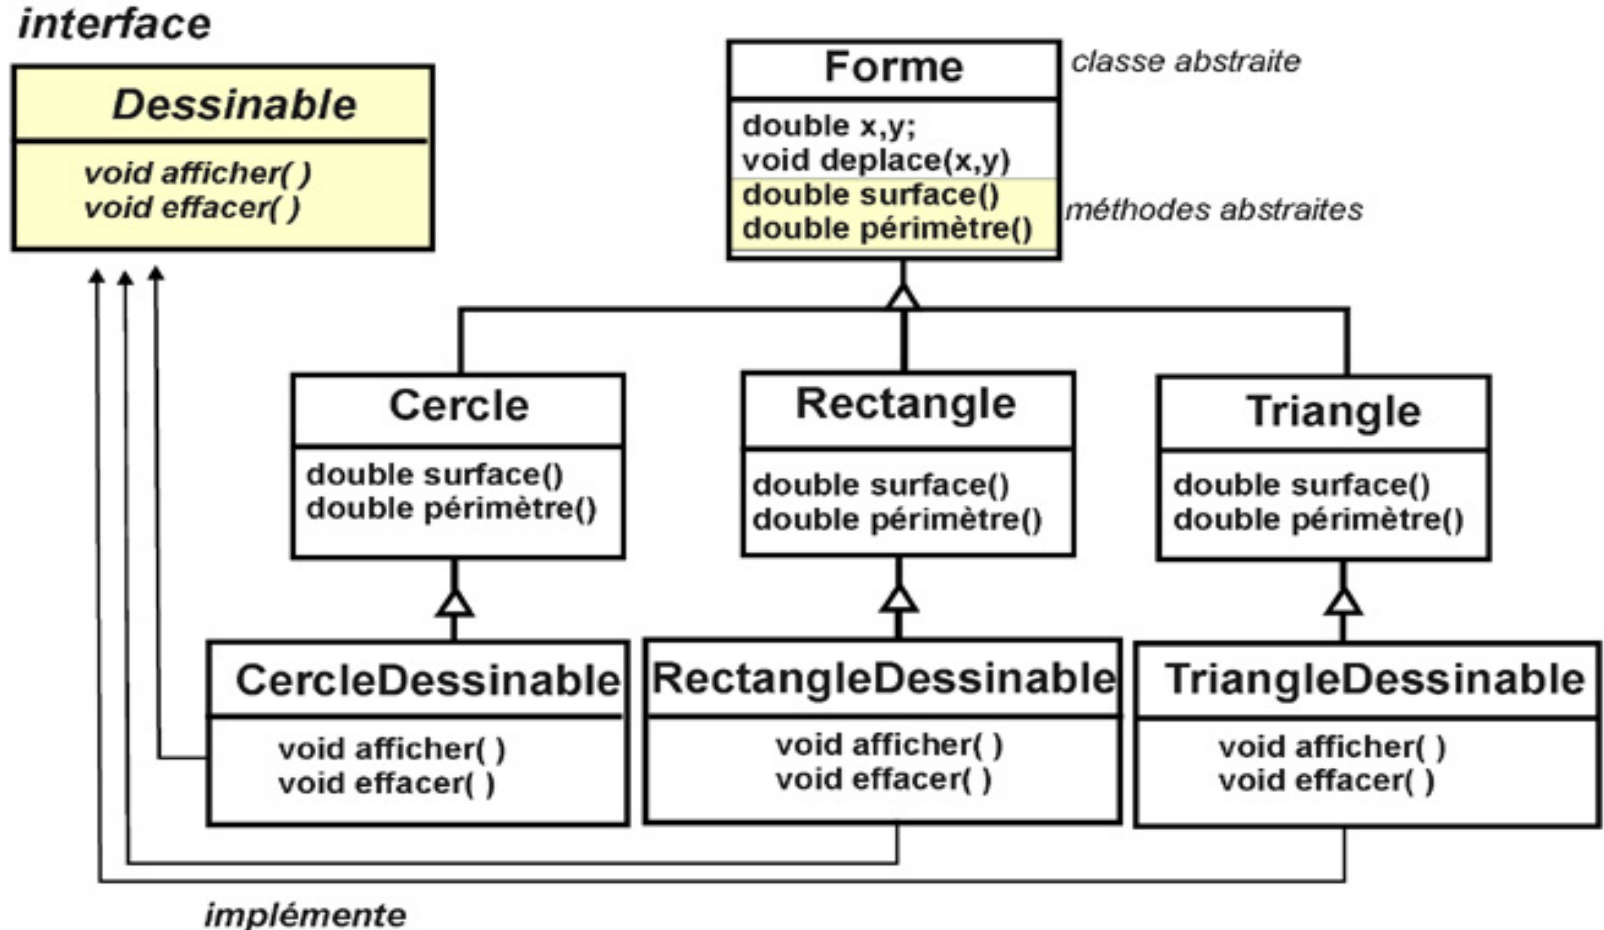 interface
Dessinable
void afficher( )
void effacer( )
Forme
classe abstraite
double x,y;
void deplace(x,y)
double surface()
double périmètre()
méthodes abstraites
Cercle
double surface()
double périmètre()
Rectangle
double surface()
double périmètre()
Triangle
double surface()
double périmètre()
CercleDessinable
void afficher( )
void effacer( )
RectangleDessinable
void afficher( )
void effacer( )
TriangleDessinable
void afficher( )
void effacer( )
implémente